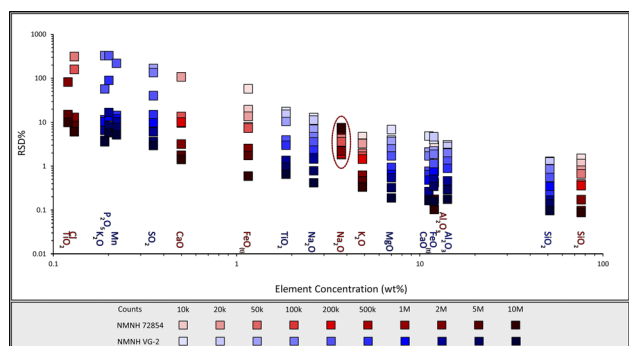 1000
100
10
1
0.1
0.01
RSD%
TiO2
Cl
P2O5
K2O
Mn
SO3
CaO
FeO(t)
TiO2
Na2O
Na2O
K2O
MgO
CaO
FeO(t)
Al2O3
Al2O3
SiO2
SiO2
0.1 1 10 100
Element Concentration (wt%)
Counts 10k 20k 50k 100k 200k 500k 1M 2M 5M 10M
NMNH 72854
NMNH VG-2